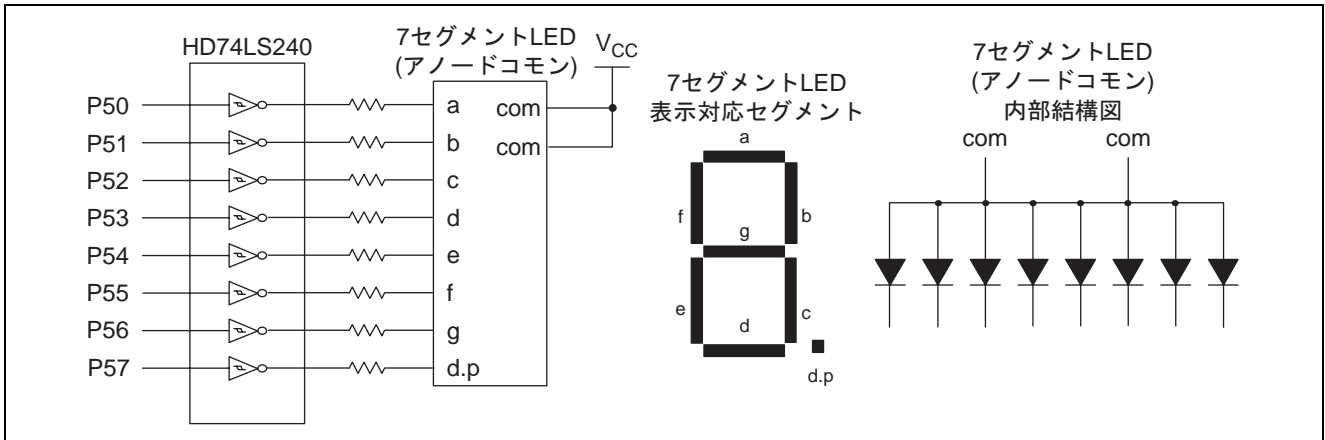 HD74LS240
P50
P51
P52
P53
P54
P55
P56
P57
7セグメントLED
(アノードコモン)
VCC
a
b
c
d
e
f
g
d.p
com
com
7セグメントLED
表示対応セグメント
a
f
b
g
e
c
d
d.p
7セグメントLED
(アノードコモン)
内部結構図
com
com